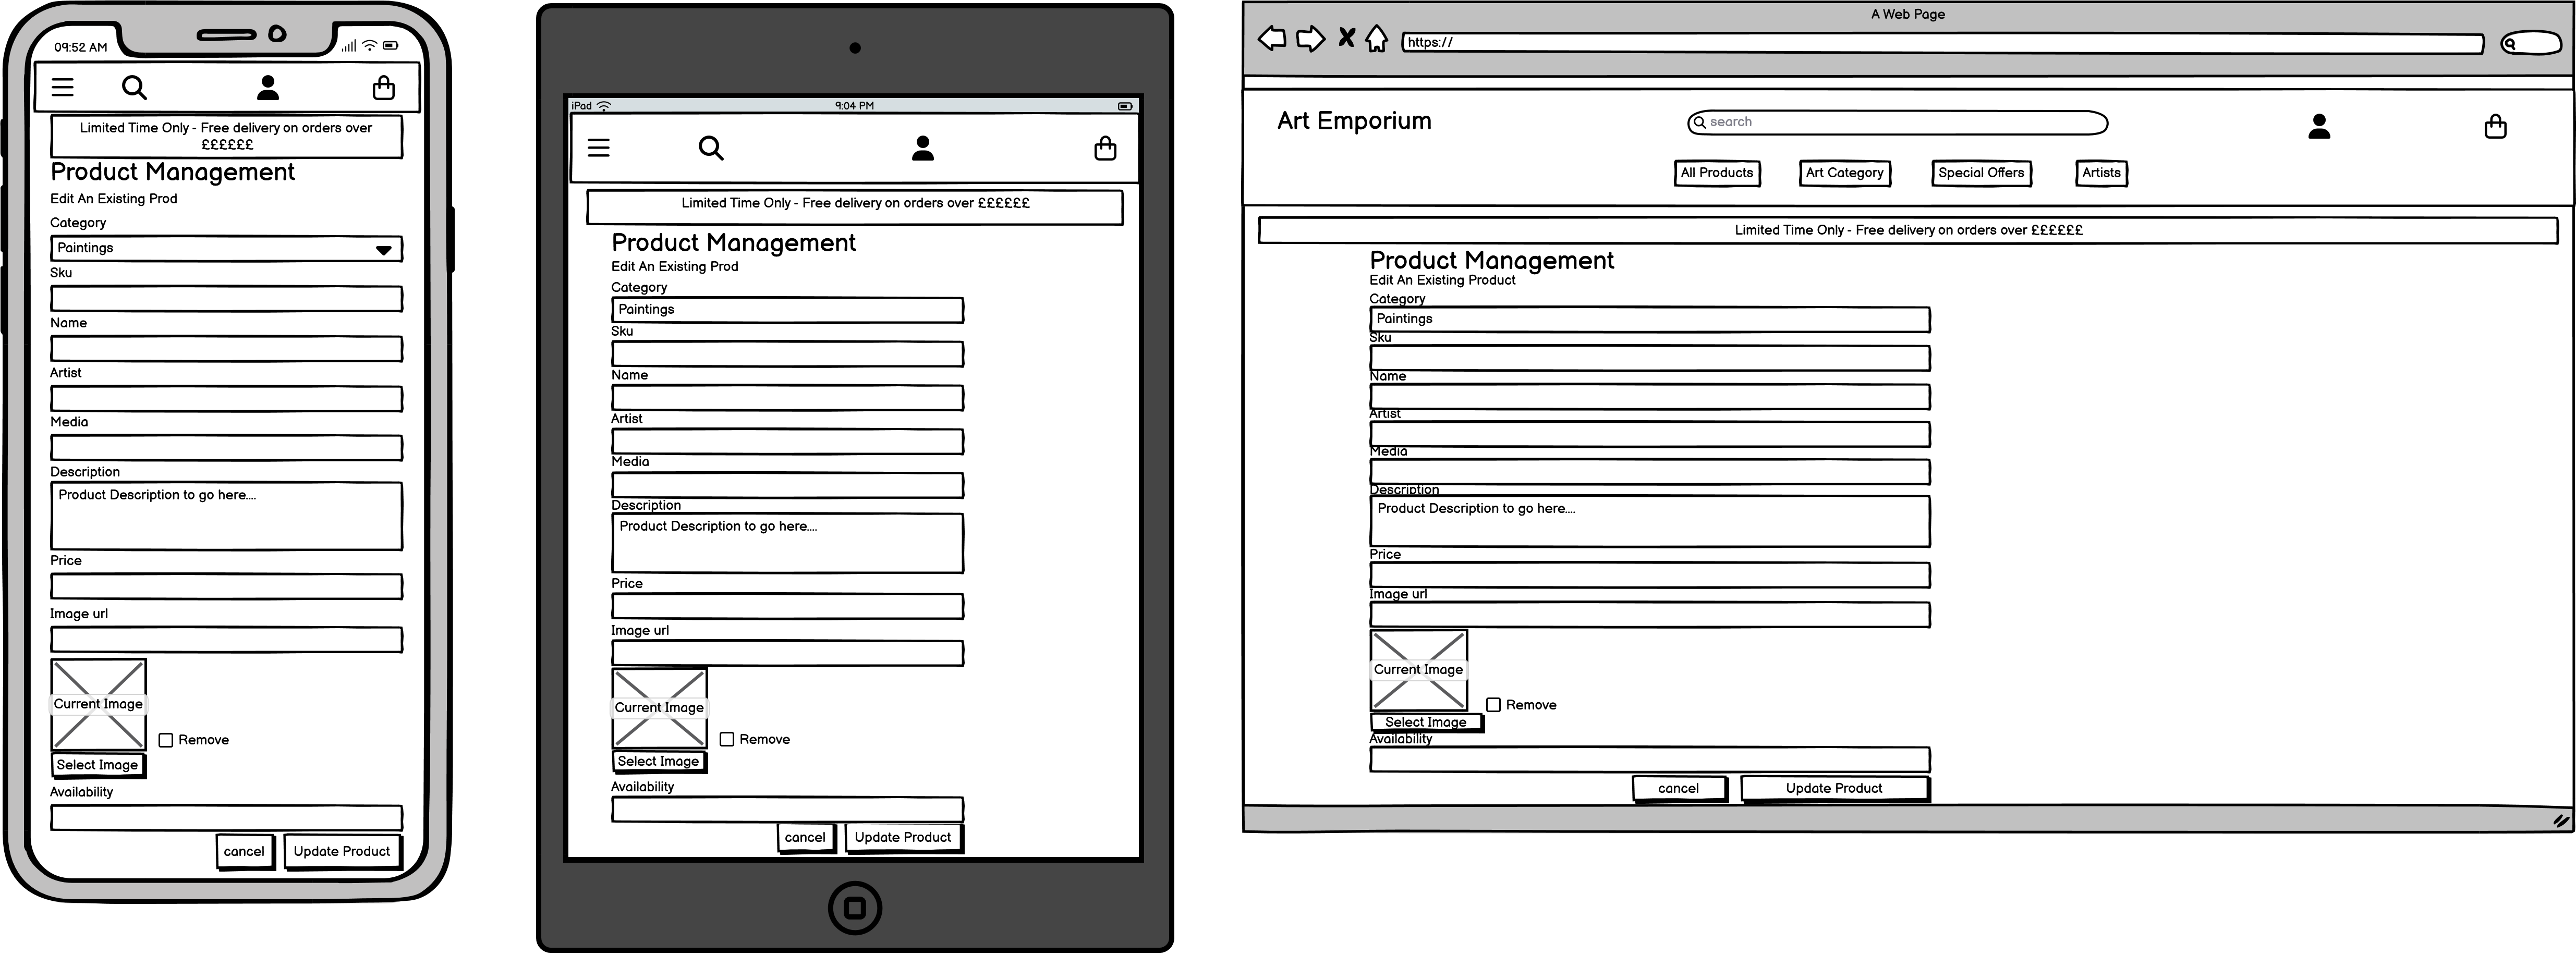 09:52 AM
Limited Time Only - Free delivery on orders over
££££££
Product Management
Edit An Existing Prod
Category
Paintings
Sku
Name
Artist
Media
Description
Product Description to go here....
Price
Image url
Current Image
Remove
Select Image
Availability
cancel
Update Product
iPad
9:04 PM
Limited Time Only - Free delivery on orders over ££££££
Product Management
Edit An Existing Prod
Category
Paintings
Sku
Name
Artist
Media
Description
Product Description to go here....
Price
Image url
Current Image
Remove
Select Image
Availability
cancel
Update Product
A Web Page
https://
Art Emporium
search
All Products
Art Category
Special Offers
Artists
Limited Time Only - Free delivery on orders over ££££££
Product Management
Edit An Existing Product
Category
Paintings
Sku
Name
Artist
Media
Description
Product Description to go here....
Price
Image url
Current Image
Remove
Select Image
Availability
cancel
Update Product